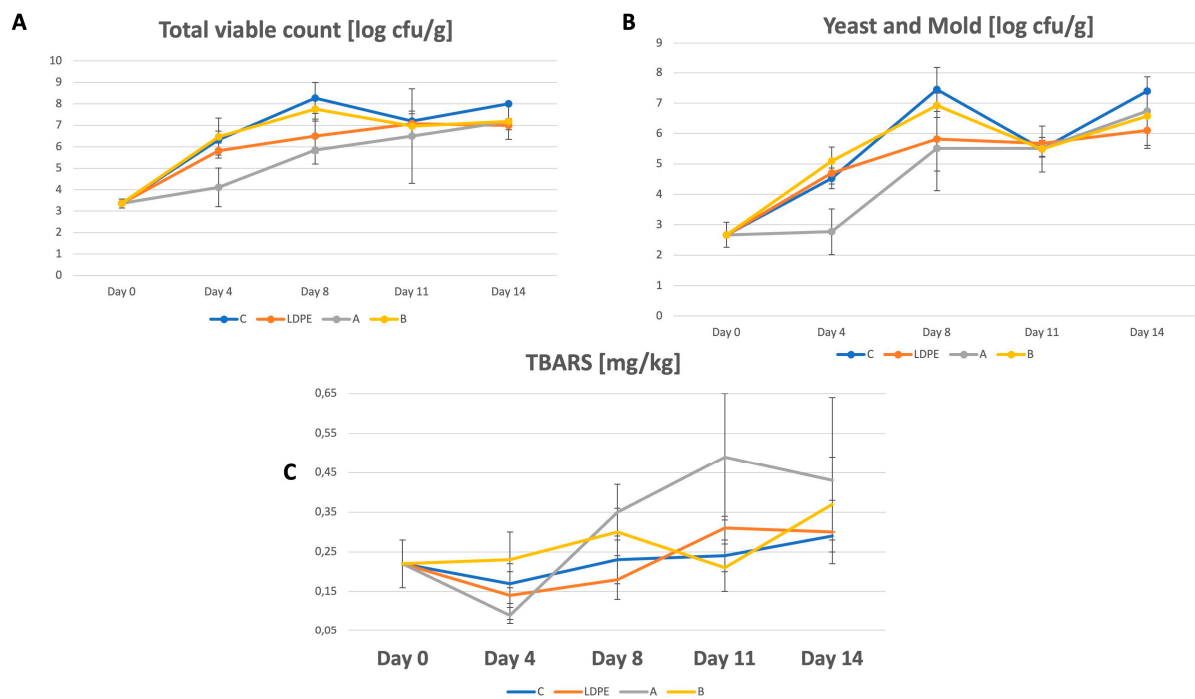 A
Total viable count [log cfu/g]
10
9
8
7
6
5
4
3
2
1
0
Day 0 Day 4 Day 8 Day 11 Day 14
C LDPE A B
B
Yeast and Mold [log cfu/g]
9
8
7
6
5
4
3
2
1
0
Day 0 Day 4 Day 8 Day 11 Day 14
C LDPE A B
C
TBARS [mg/kg]
0,65
0,55
0,45
0,35
0,25
0,15
0,05
Day 0 Day 4 Day 8 Day 11 Day 14
C LDPE A B